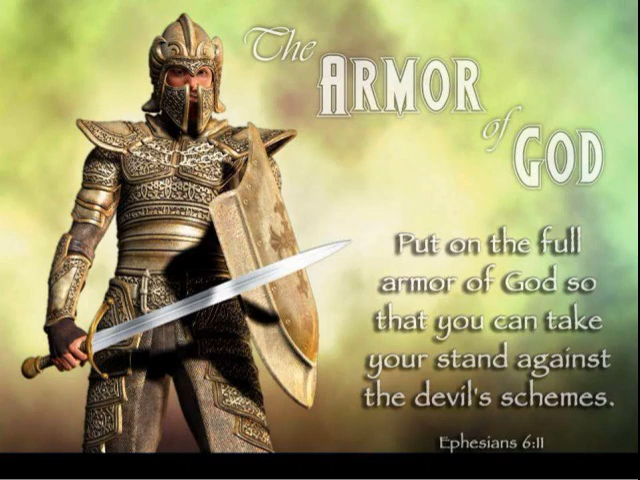 The
ARMOR
of
GOD
Put on the full
armor of God so
that you can take
your stand against
the devil's schemes.
Ephesians 6:11